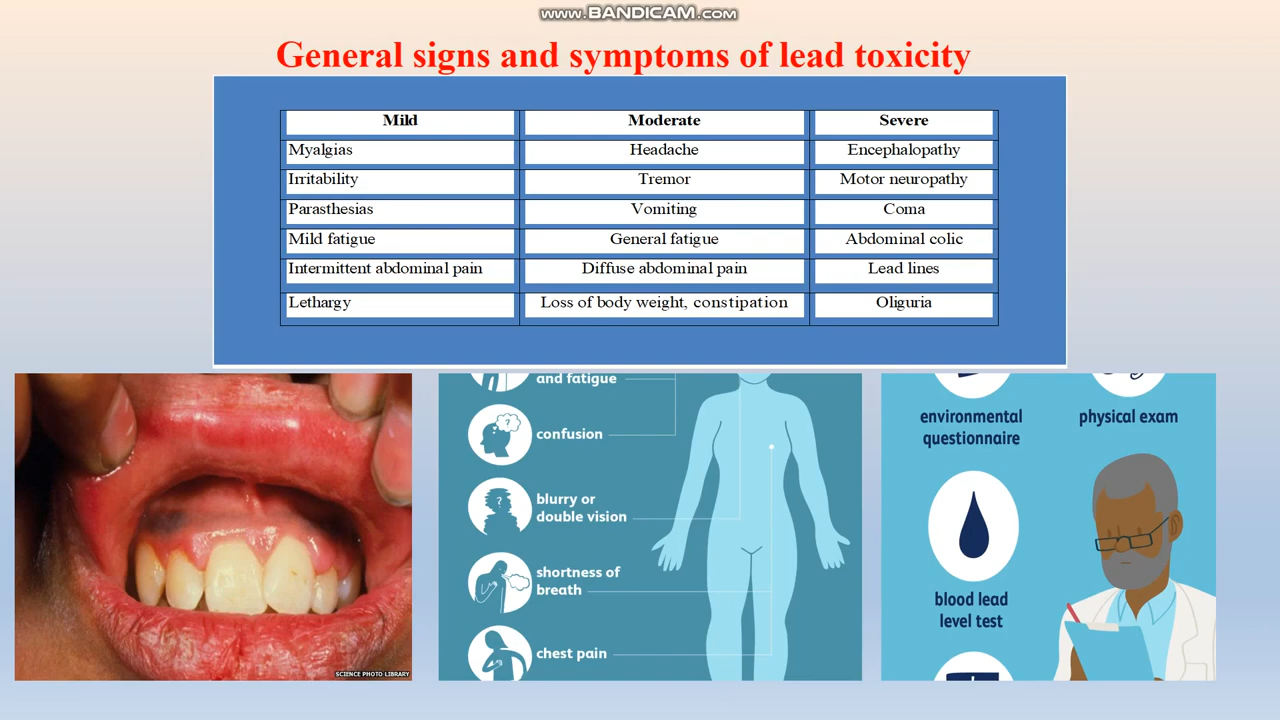 www.BANDICAM.com
General signs and symptoms of lead toxicity
Mild Moderate Severe
Myalgias Headache Encephalopathy
Irritability Tremor Motor neuropathy
Parasthesias Vomiting Coma
Mild fatigue General fatigue Abdominal colic
Intermittent abdominal pain Diffuse abdominal pain Lead lines
Lethargy Loss of body weight, constipation Oliguria
SCIENCE PHOTO LIBRARY
and fatigue
confusion
?
blurry or
double vision
?
shortness of
breath
chest pain
environmental
questionnaire
physical exam
blood lead
level test